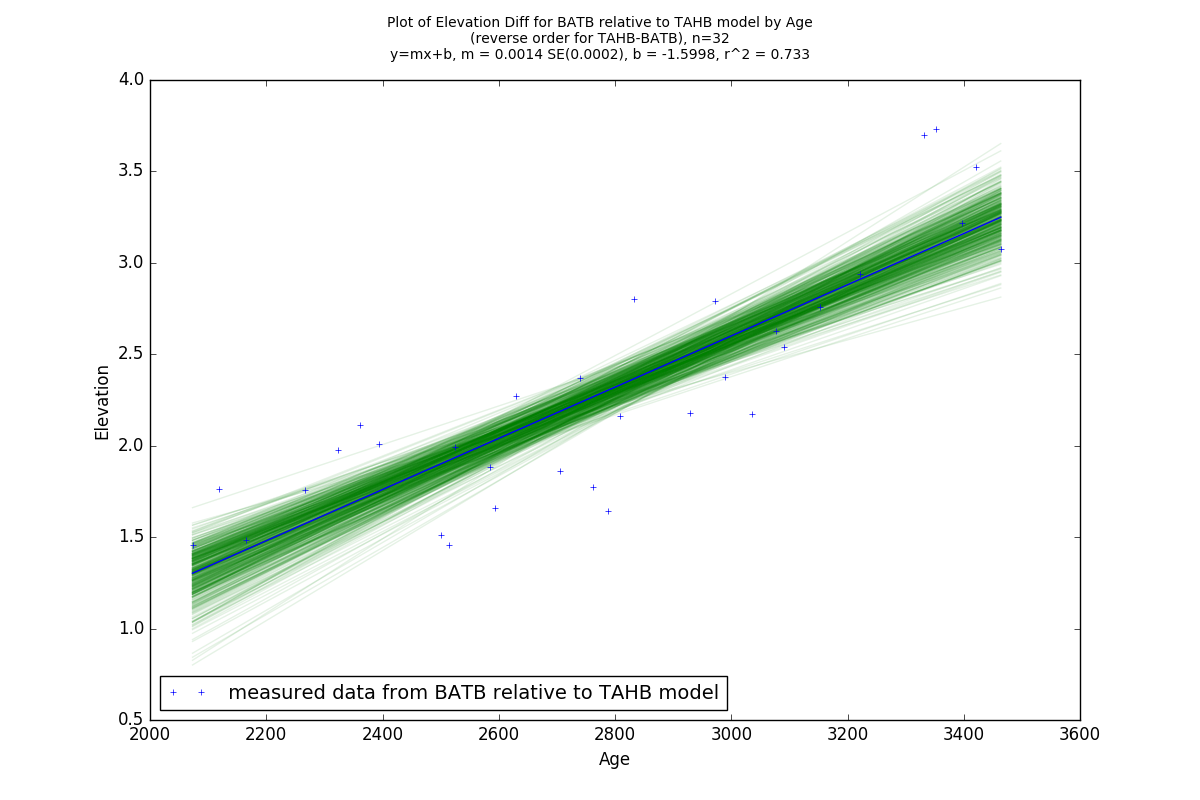 Plot of Elevation Diff for BATB relative to TAHB model by Age
(reverse order for TAHB-BATB), n=32
y=mx+b, m = 0.0014 SE(0.0002), b = -1.5998, r^2 = 0.733
4.0
3.5
3.0
2.5
2.0
1.5
1.0
0.5
Elevation
measured data from BATB relative to TAHB model
2000 2200 2400 2600 2800 3000 3200 3400 3600
Age